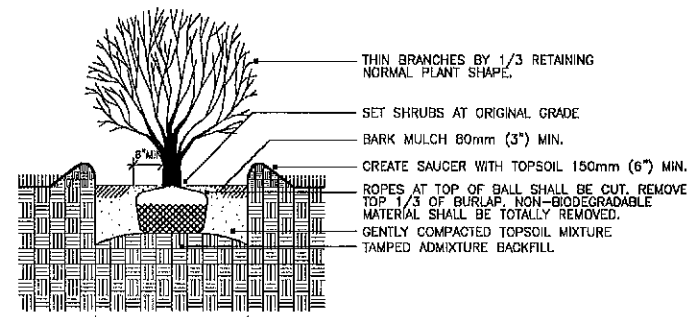 THIN BRANCHES BY 1/3 RETAINING
NORMAL PLANT SHAPE.
SET SHRUBS AT ORIGINAL GRADE
BARK MULCH 80mm (3") MIN.
8"MIN
CREATE SAUCER WITH TOPSOIL 150mm (6") MIN.
ROPES AT TOP OF BALL SHALL BE CUT. REMOVE
TOP 1/3 OF BURLAP. NON-BIODEGRADABLE
MATERIAL SHALL BE TOTALLY REMOVED.
GENTLY COMPACTED TOPSOIL MIXTURE
TAMPED ADMIXTURE BACKFILL